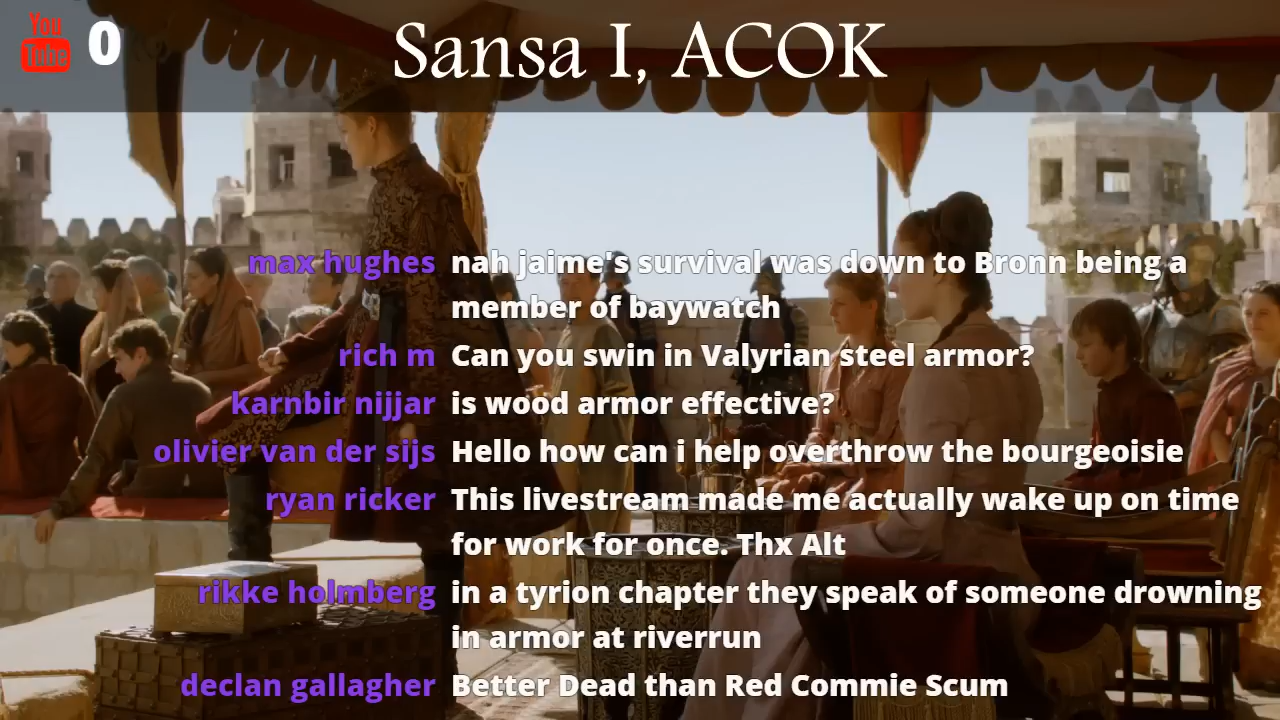 You
Tube 0
Sansa I, ACOK
max hughes nah jaime's survival was down to Bronn being a
member of baywatch
rich m Can you swin in Valyrian steel armor?
karnbir nijjar is wood armor effective?
olivier van der sijs Hello how can i help overthrow the bourgeoisie
ryan ricker This livestream made me actually wake up on time
for work for once. Thx Alt
rikke holmberg in a tyrion chapter they speak of someone drowning
in armor at riverrun
declan gallagher Better Dead than Red Commie Scum